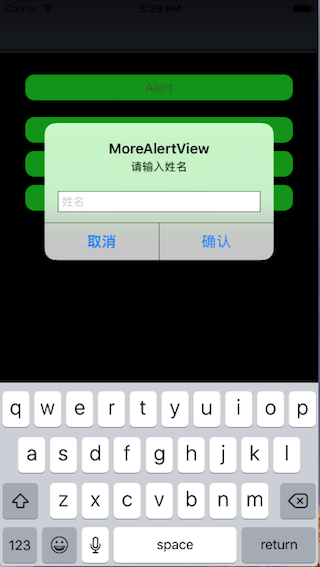 Carrier 5:39 PM
Alert
MoreAlertView
请输入姓名
姓名
取消 确认
q w e r t y u i o p
a s d f g h j k l
z x c v b n m
123 space return